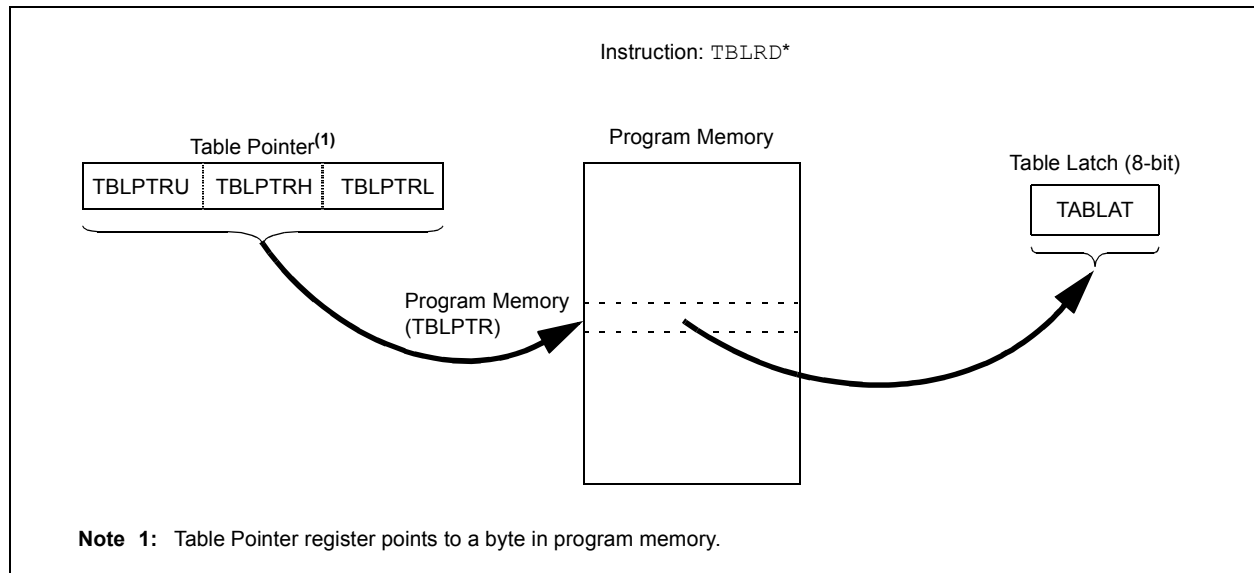 Instruction: TBLRD*
Table Pointer(1)
TBLPTRU TBLPTRH TBLPTRL
Program Memory
Table Latch (8-bit)
TABLAT
Program Memory
(TBLPTR)
Note 1: Table Pointer register points to a byte in program memory.